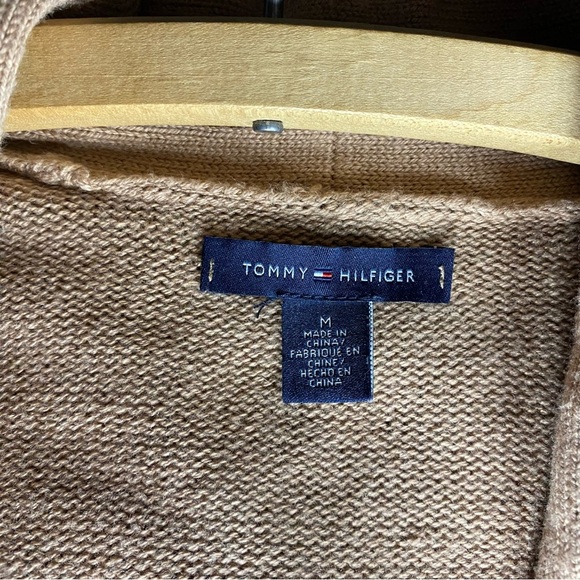 TOMMY HILFIGER
M
MADE IN
CHINA/
FABRIQUÉ EN
CHINE/
HECHO EN
CHINA